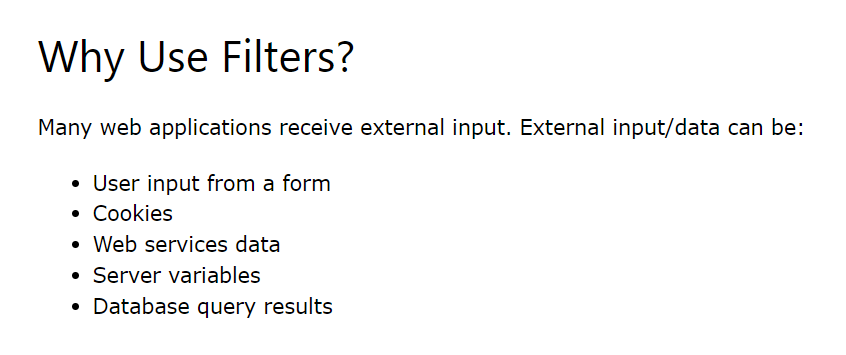 Why Use Filters?
Many web applications receive external input. External input/data can be:
• User input from a form
• Cookies
• Web services data
• Server variables
• Database query results